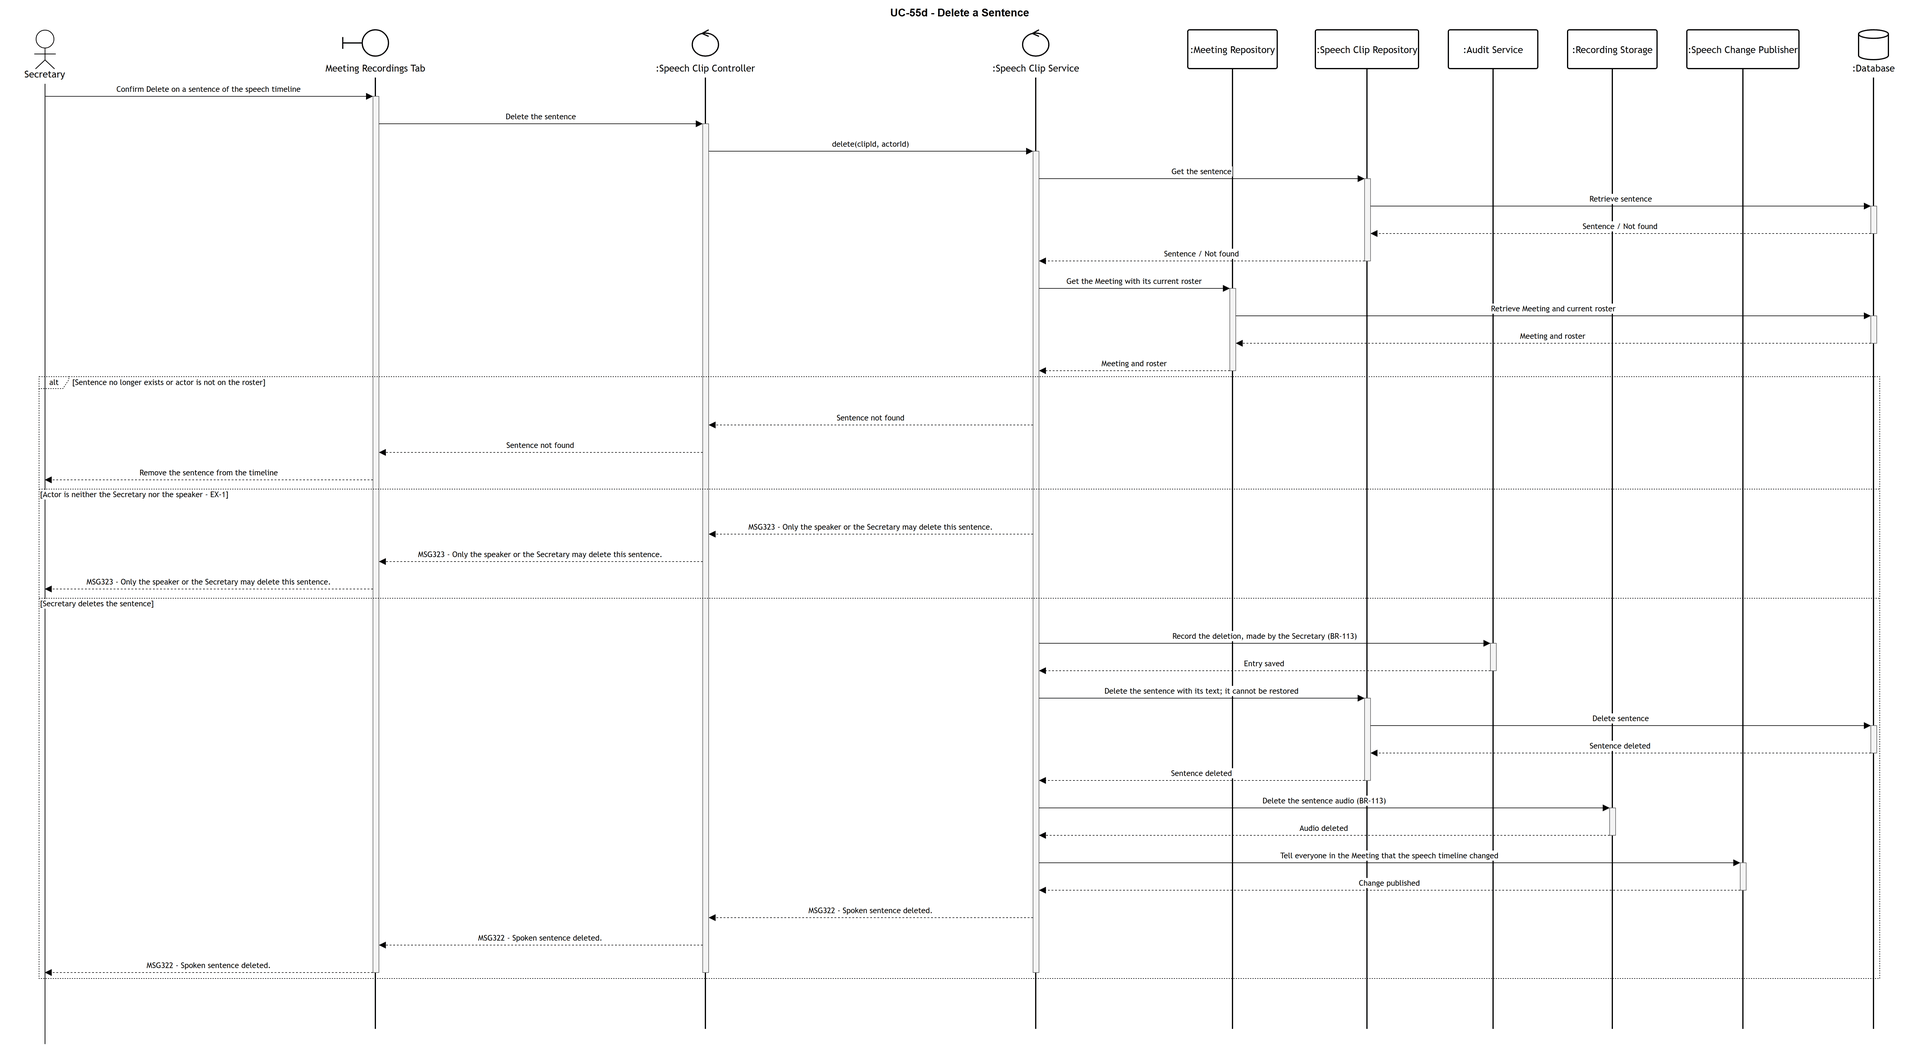 UC-55d - Delete a Sentence
Secretary
Meeting Recordings Tab
:Speech Clip Controller
:Speech Clip Service
:Meeting Repository
:Speech Clip Repository
:Audit Service
:Recording Storage
:Speech Change Publisher
:Database
Confirm Delete on a sentence of the speech timeline
Delete the sentence
delete(clipId, actorId)
Get the sentence
Retrieve sentence
Sentence / Not found
Sentence / Not found
Get the Meeting with its current roster
Retrieve Meeting and current roster
Meeting and roster
Meeting and roster
alt [Sentence no longer exists or actor is not on the roster]
Sentence not found
Sentence not found
Remove the sentence from the timeline
[Actor is neither the Secretary nor the speaker - EX-1]
MSG323 - Only the speaker or the Secretary may delete this sentence.
MSG323 - Only the speaker or the Secretary may delete this sentence.
MSG323 - Only the speaker or the Secretary may delete this sentence.
[Secretary deletes the sentence]
Record the deletion, made by the Secretary (BR-113)
Entry saved
Delete the sentence with its text; it cannot be restored
Delete sentence
Sentence deleted
Sentence deleted
Delete the sentence audio (BR-113)
Audio deleted
Tell everyone in the Meeting that the speech timeline changed
Change published
MSG322 - Spoken sentence deleted.
MSG322 - Spoken sentence deleted.
MSG322 - Spoken sentence deleted.